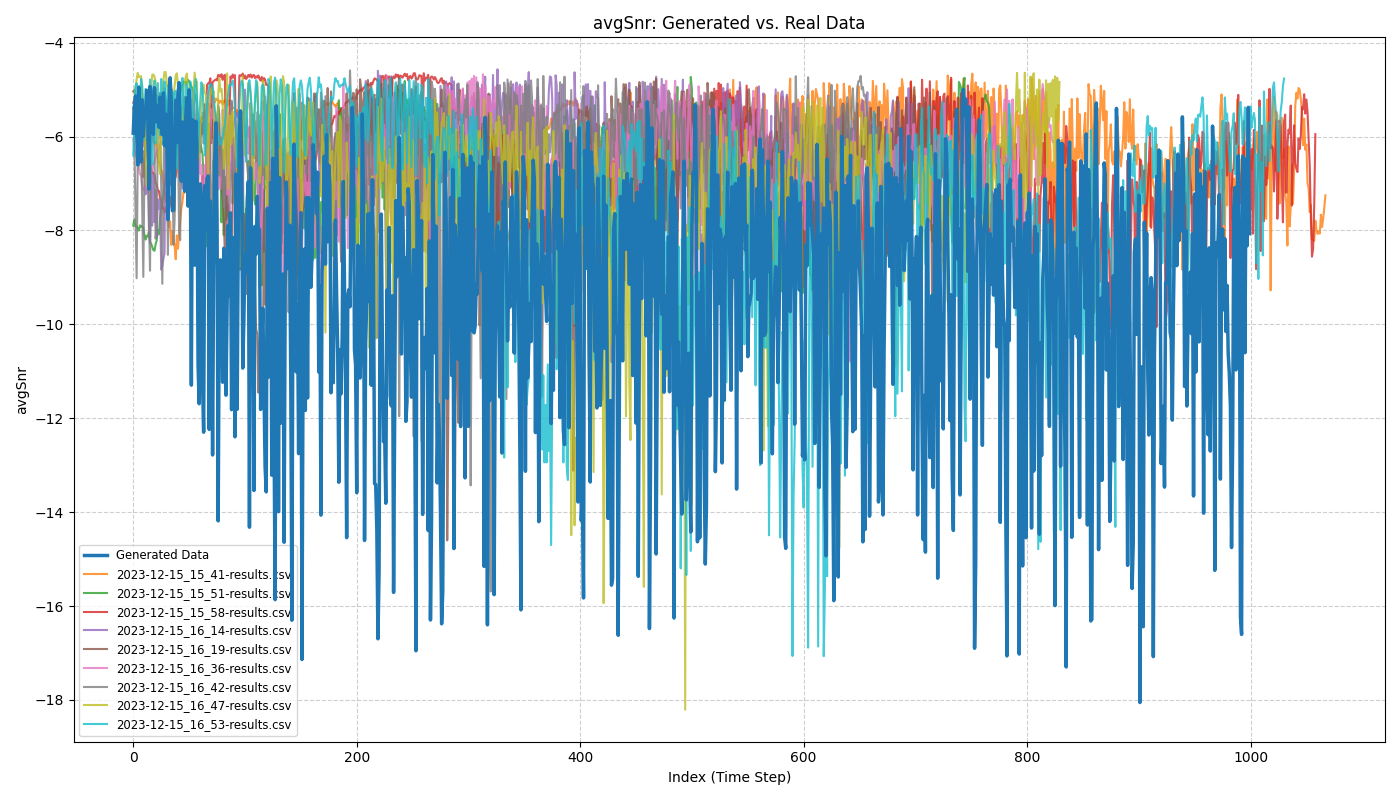 avgSnr: Generated vs. Real Data
avgSnr
−4
−6
−8
−10
−12
−14
−16
−18
Generated Data
2023-12-15_15_41-results.csv
2023-12-15_15_51-results.csv
2023-12-15_15_58-results.csv
2023-12-15_16_14-results.csv
2023-12-15_16_19-results.csv
2023-12-15_16_36-results.csv
2023-12-15_16_42-results.csv
2023-12-15_16_47-results.csv
2023-12-15_16_53-results.csv
0 200 400 600 800 1000
Index (Time Step)